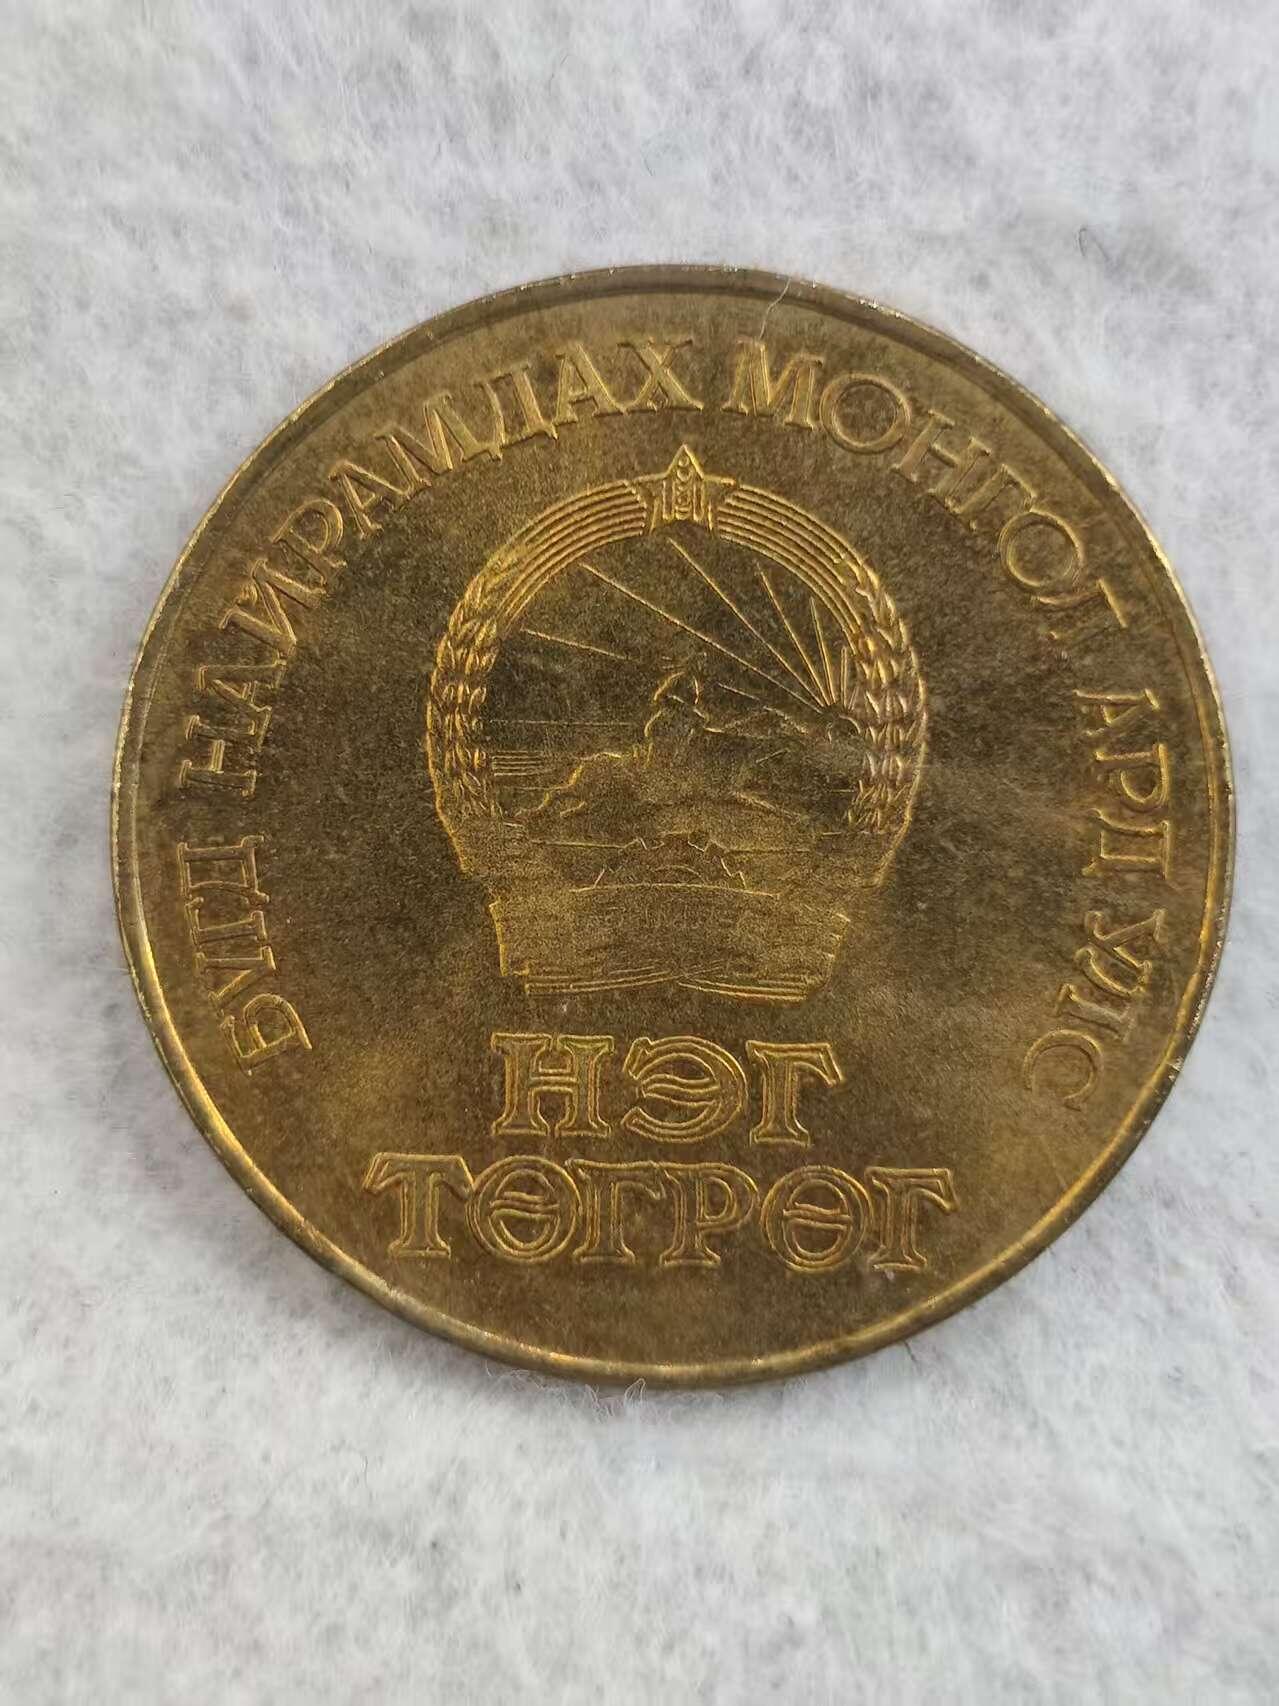 БҮГД НАЙРАМДАХ МОНГОЛ АРД УЛС
НЭГ
ТӨГРӨГ